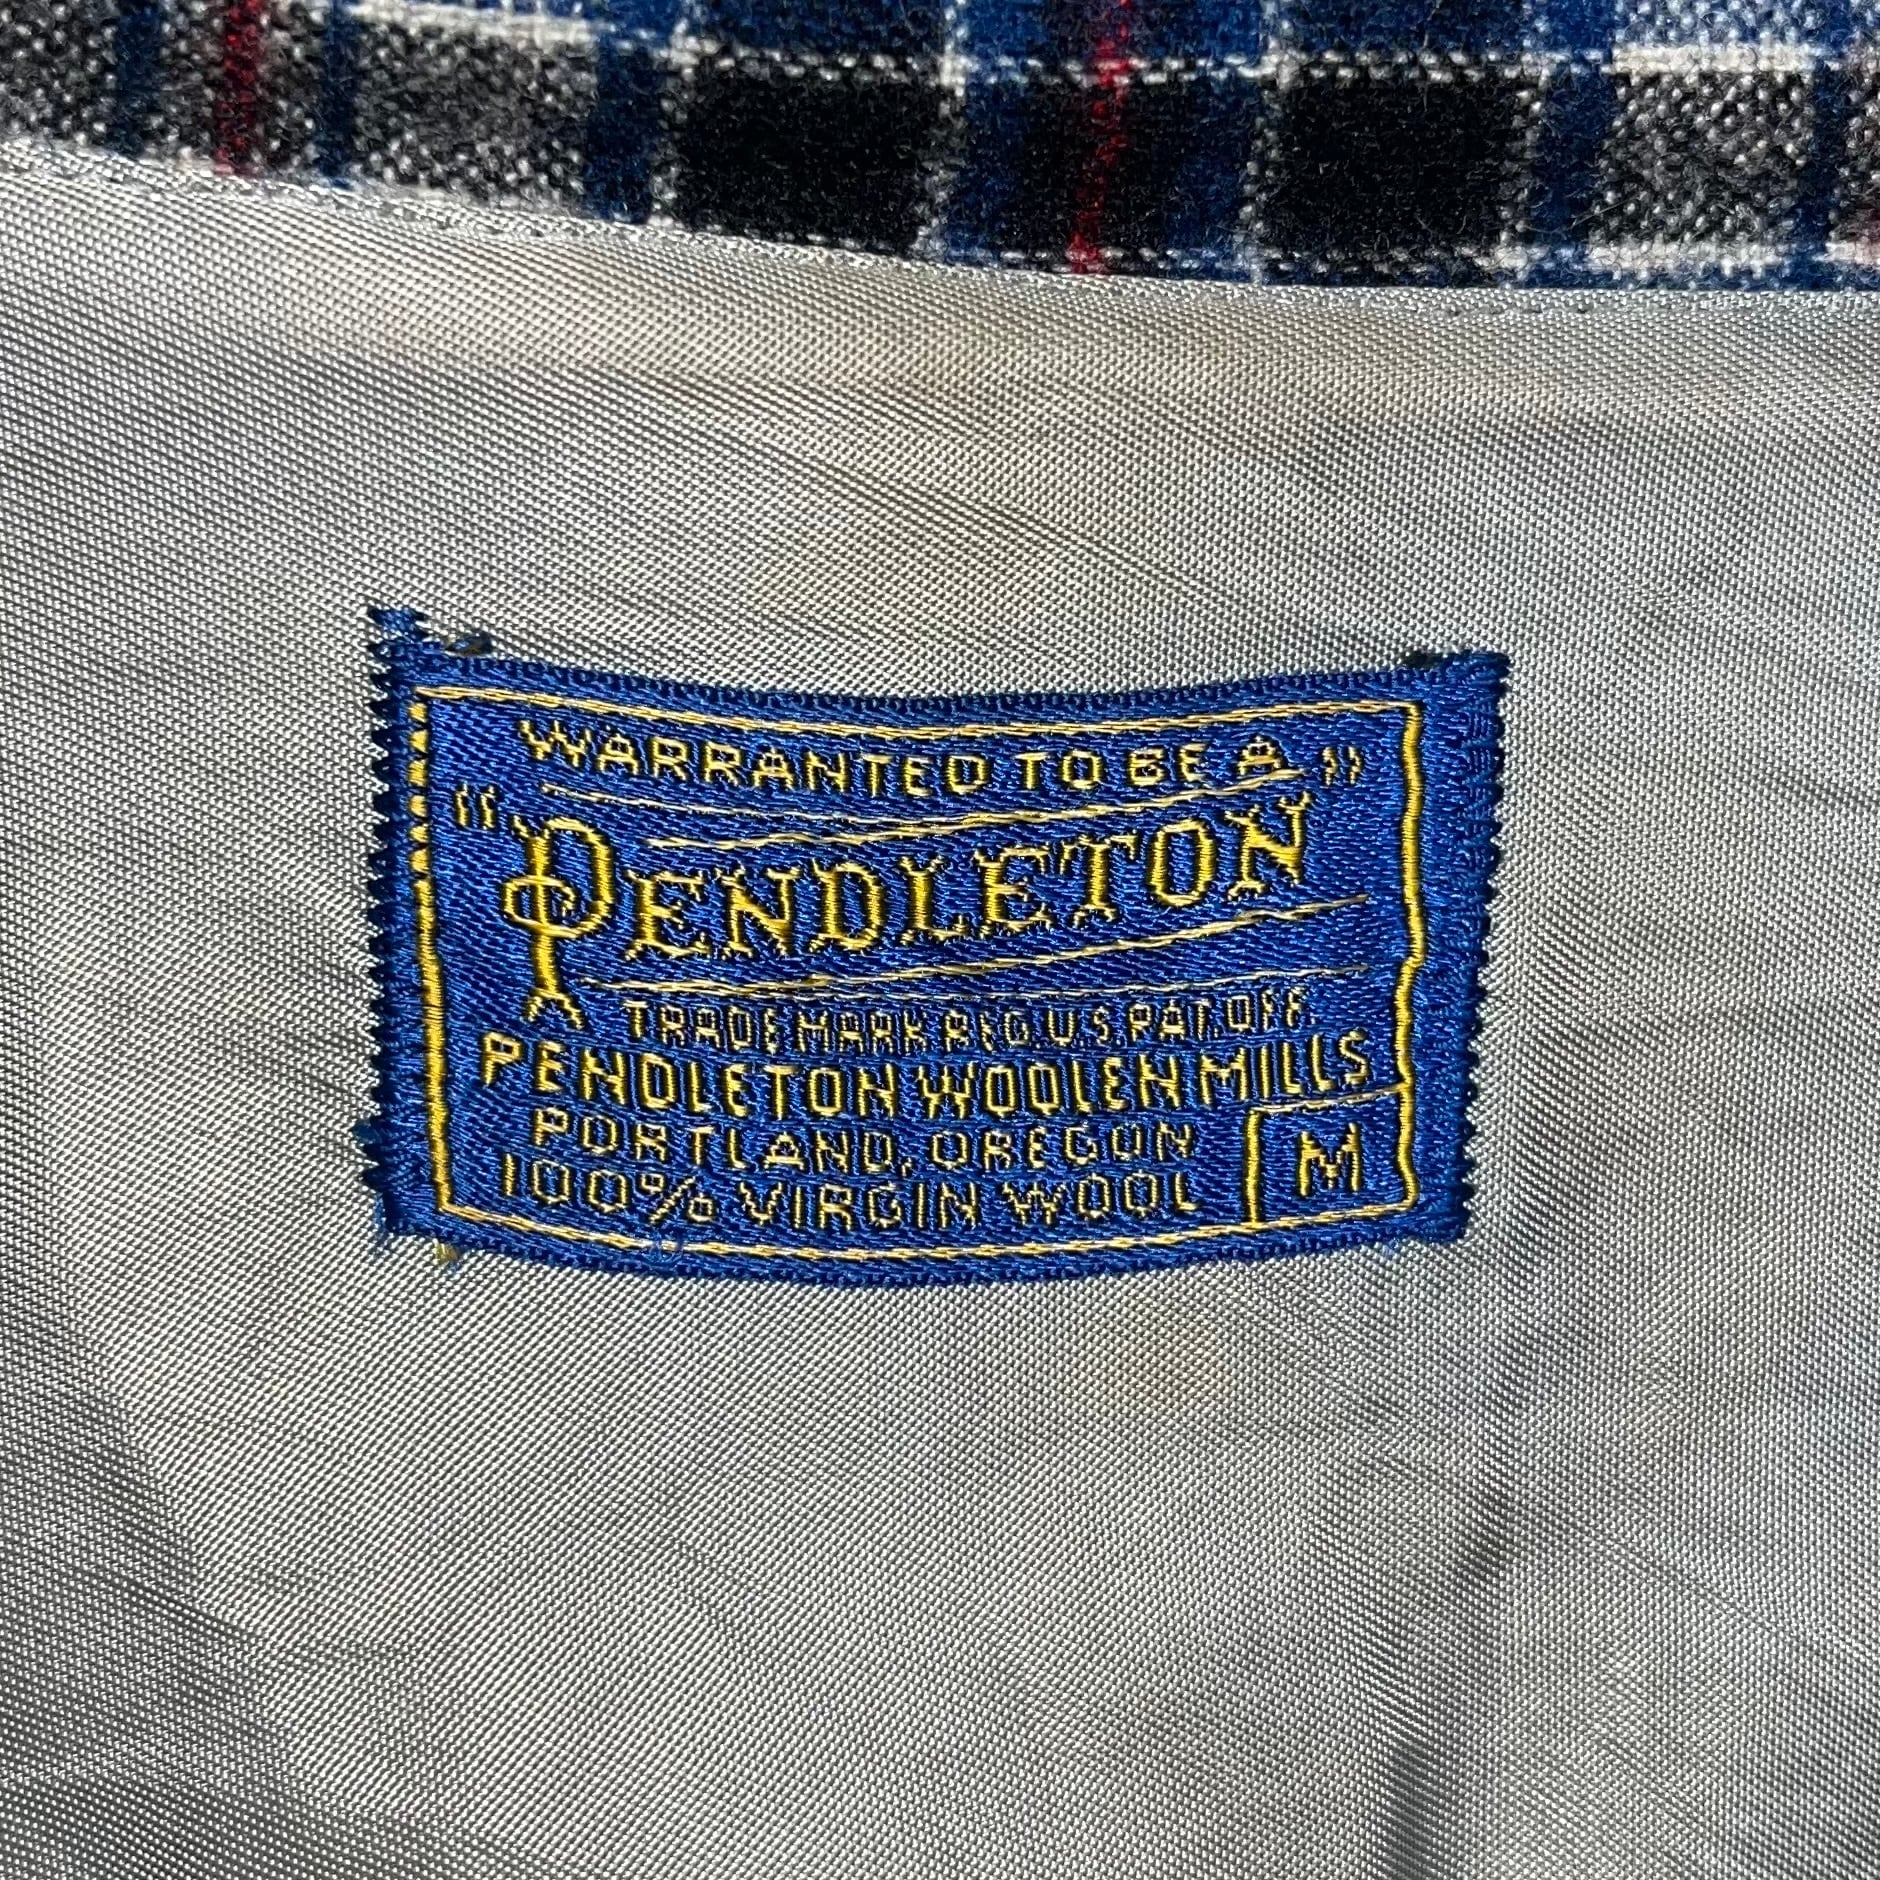 WARRANTED TO BE A
"PENDLETON"
TRADE MARK REG. U.S. PAT. OFF.
PENDLETON WOOLEN MILLS
PORTLAND, OREGON
100% VIRGIN WOOL
M